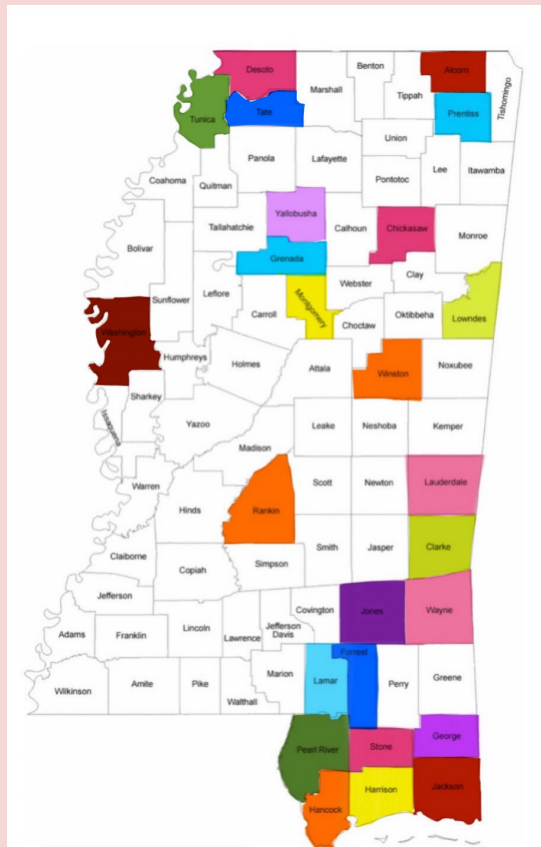 Desoto
Benton
Alcorn
Tishomingo
Marshall
Tippah
Tunica
Tate
Prentiss
Union
Panola
Lafayette
Lee
Itawamba
Coahoma
Quitman
Pontotoc
Yallobusha
Tallahatchie
Calhoun
Chickasaw
Monroe
Bolivar
Grenada
Clay
Webster
Sunflower
Leflore
Montgomery
Carroll
Oktibbeha
Lowndes
Choctaw
Washington
Humphreys
Holmes
Attala
Winston
Noxubee
Sharkey
Issaquena
Yazoo
Leake
Neshoba
Kemper
Madison
Warren
Scott
Newton
Lauderdale
Hinds
Rankin
Smith
Jasper
Clarke
Claiborne
Copiah
Simpson
Jefferson
Covington
Jones
Wayne
Adams
Franklin
Lincoln
Lawrence
Jefferson
Davis
Forrest
Marion
Lamar
Perry
Greene
Wilkinson
Amite
Pike
Walthall
George
Pearl River
Stone
Hancock
Harrison
Jackson